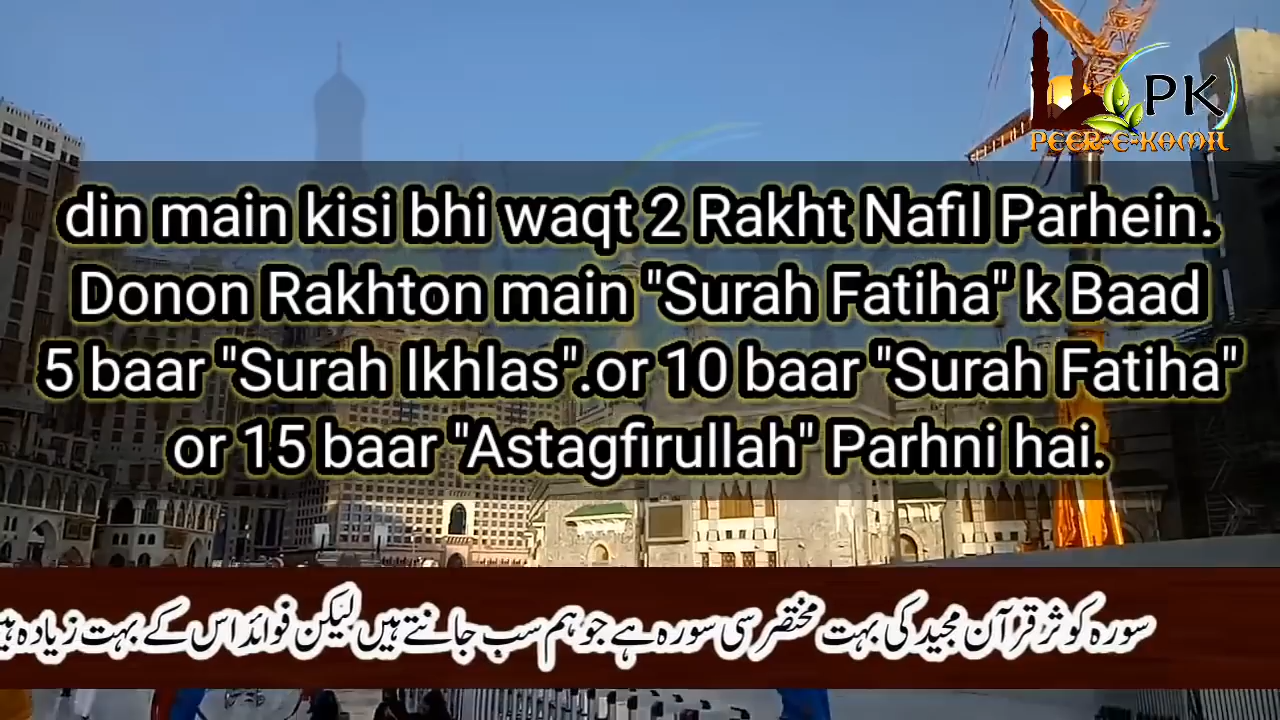 PK
PEER-E-KAMIL
din main kisi bhi waqt 2 Rakht Nafil Parhein.
Donon Rakhton main "Surah Fatiha" k Baad
5 baar "Surah Ikhlas".or 10 baar "Surah Fatiha"
or 15 baar "Astagfirullah" Parhni hai.
سورہ کوثر قرآن مجید کی بہت مختصر سی سورہ ہے جو ہم سب جانتے ہیں لیکن فوائد اس کے بہت زیادہ